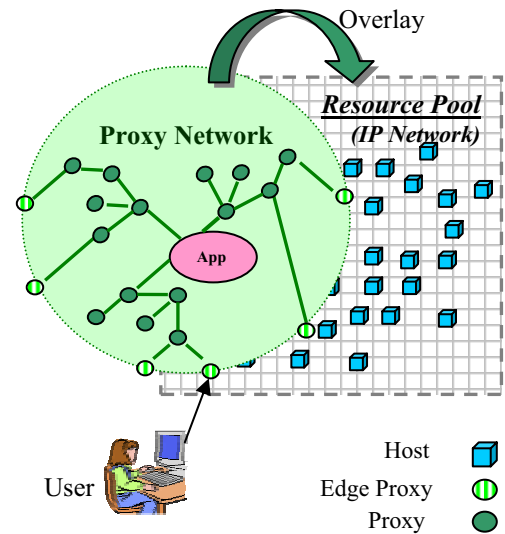 Overlay
Resource Pool
(IP Network)
Proxy Network
App
User
Host
Edge Proxy
Proxy